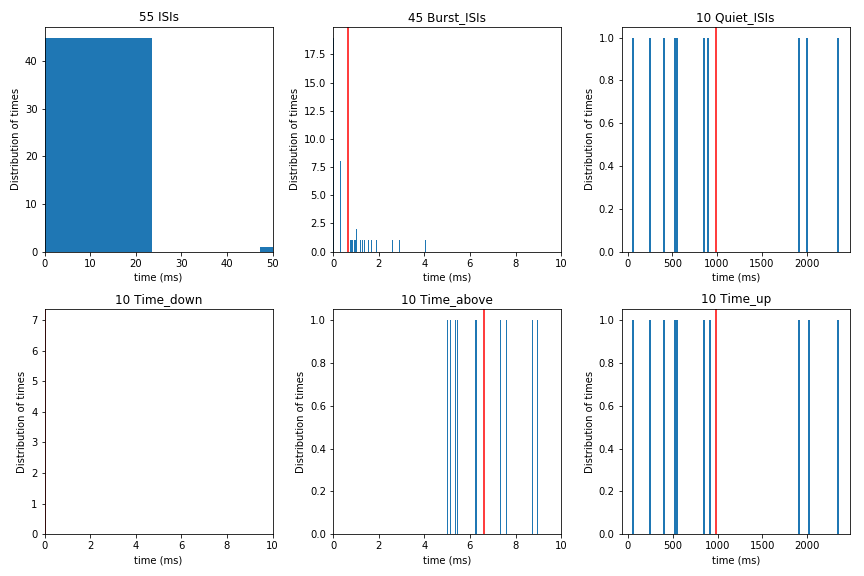 55 ISIs
45 Burst_ISIs
10 Quiet_ISIs
Distribution of times
40
30
20
10
0
0 10 20 30 40 50
time (ms)
Distribution of times
17.5
15.0
12.5
10.0
7.5
5.0
2.5
0.0
0 2 4 6 8 10
time (ms)
Distribution of times
1.0
0.8
0.6
0.4
0.2
0.0
0 500 1000 1500 2000
time (ms)
10 Time_down
10 Time_above
10 Time_up
Distribution of times
7
6
5
4
3
2
1
0
0 2 4 6 8 10
time (ms)
Distribution of times
1.0
0.8
0.6
0.4
0.2
0.0
0 2 4 6 8 10
time (ms)
Distribution of times
1.0
0.8
0.6
0.4
0.2
0.0
0 500 1000 1500 2000
time (ms)